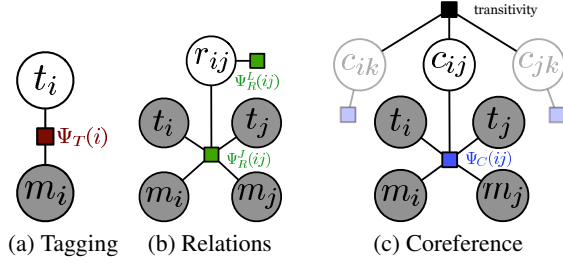 t_i
Ψ_T(i)
m_i
(a) Tagging
r_ij
Ψ_R^L(ij)
t_i
t_j
Ψ_R^J(ij)
m_i
m_j
(b) Relations
transitivity
c_ik
c_ij
c_jk
t_i
t_j
Ψ_C(ij)
m_i
m_j
(c) Coreference